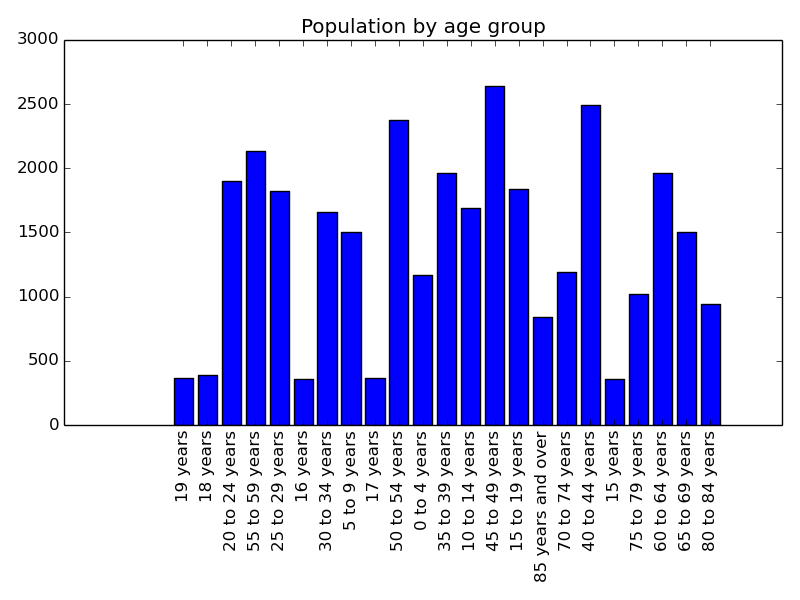 Population by age group
3000
2500
2000
1500
1000
500
0
19 years
18 years
20 to 24 years
55 to 59 years
25 to 29 years
16 years
30 to 34 years
5 to 9 years
17 years
50 to 54 years
0 to 4 years
35 to 39 years
10 to 14 years
45 to 49 years
15 to 19 years
85 years and over
70 to 74 years
40 to 44 years
15 years
75 to 79 years
60 to 64 years
65 to 69 years
80 to 84 years